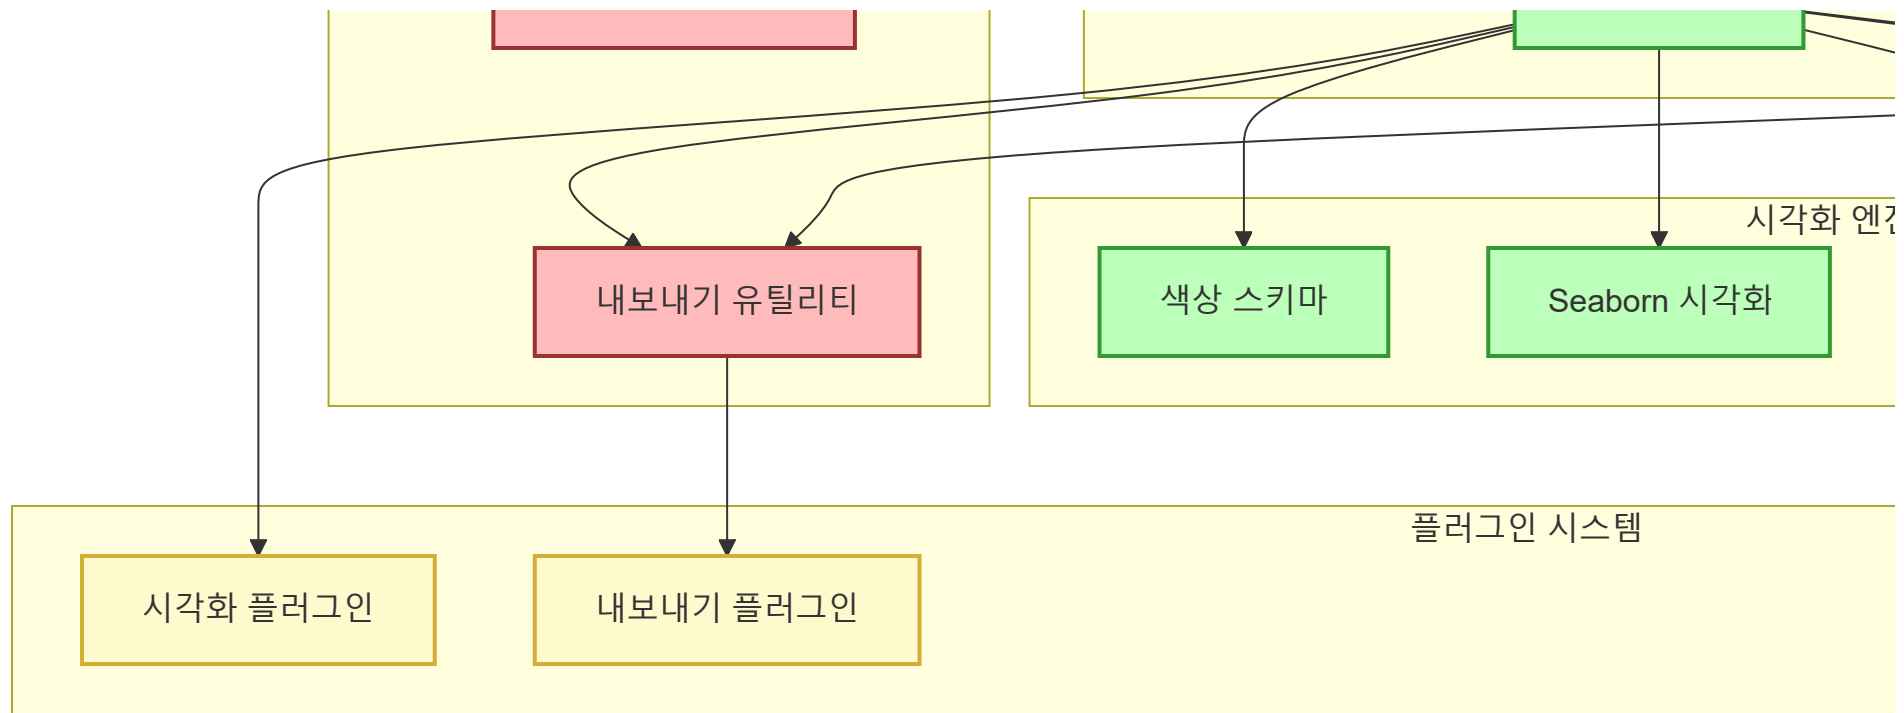 시각화 엔
내보내기 유틸리티
색상 스키마
Seaborn 시각화
플러그인 시스템
시각화 플러그인
내보내기 플러그인